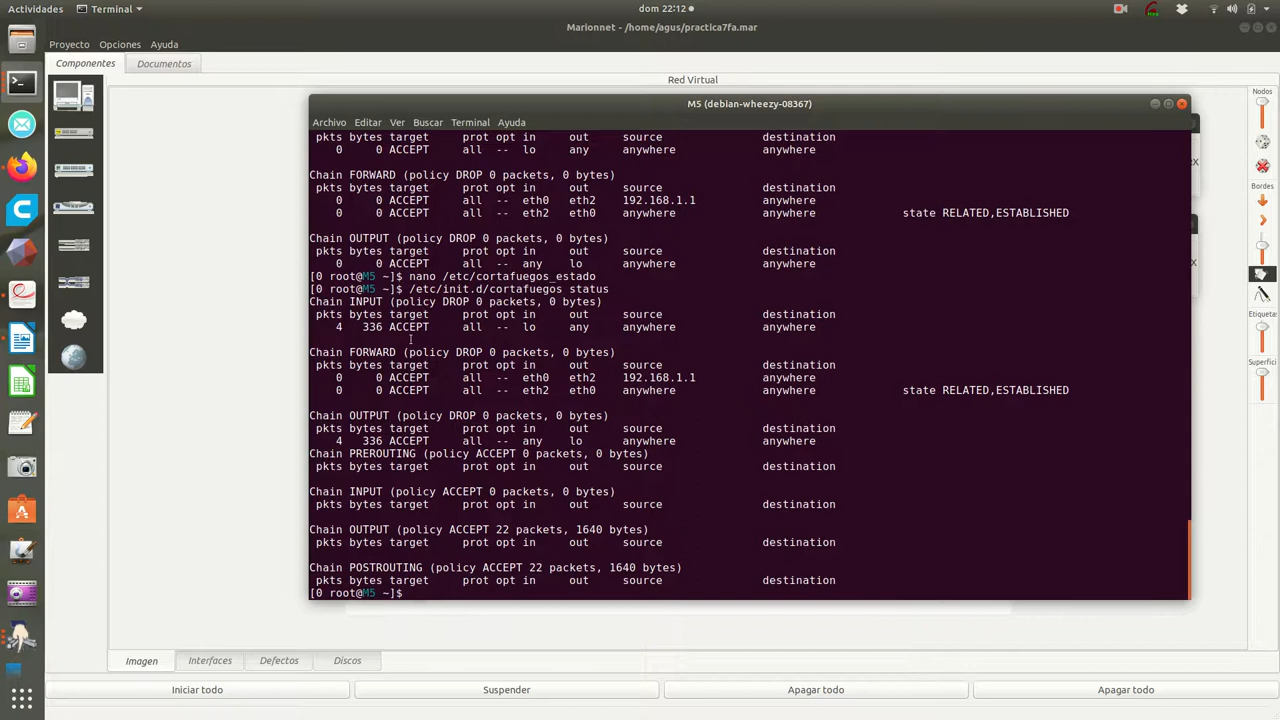 Actividades
Terminal
dom 22:12
Marionnet - /home/agus/practica7fa.mar
Proyecto Opciones Ayuda
Componentes Documentos
Red Virtual
Nodos
M5 (debian-wheezy-08367)
Archivo Editar Ver Buscar Terminal Ayuda
pkts bytes target prot opt in out source destination
0 0 ACCEPT all -- lo any anywhere anywhere
Chain FORWARD (policy DROP 0 packets, 0 bytes)
pkts bytes target prot opt in out source destination
0 0 ACCEPT all -- eth0 eth2 192.168.1.1 anywhere
0 0 ACCEPT all -- eth2 eth0 anywhere anywhere state RELATED,ESTABLISHED
Chain OUTPUT (policy DROP 0 packets, 0 bytes)
pkts bytes target prot opt in out source destination
0 0 ACCEPT all -- any lo anywhere anywhere
[0 root@M5 ~]$ nano /etc/cortafuegos_estado
[0 root@M5 ~]$ /etc/init.d/cortafuegos status
Chain INPUT (policy DROP 0 packets, 0 bytes)
pkts bytes target prot opt in out source destination
4 336 ACCEPT all -- lo any anywhere anywhere
Chain FORWARD (policy DROP 0 packets, 0 bytes)
pkts bytes target prot opt in out source destination
0 0 ACCEPT all -- eth0 eth2 192.168.1.1 anywhere
0 0 ACCEPT all -- eth2 eth0 anywhere anywhere state RELATED,ESTABLISHED
Chain OUTPUT (policy DROP 0 packets, 0 bytes)
pkts bytes target prot opt in out source destination
4 336 ACCEPT all -- any lo anywhere anywhere
Chain PREROUTING (policy ACCEPT 0 packets, 0 bytes)
pkts bytes target prot opt in out source destination
Chain INPUT (policy ACCEPT 0 packets, 0 bytes)
pkts bytes target prot opt in out source destination
Chain OUTPUT (policy ACCEPT 22 packets, 1640 bytes)
pkts bytes target prot opt in out source destination
Chain POSTROUTING (policy ACCEPT 22 packets, 1640 bytes)
pkts bytes target prot opt in out source destination
[0 root@M5 ~]$
Bordes
Etiqueta:
Superfici
Imagen Interfaces Defectos Discos
Iniciar todo Suspender Apagar todo Apagar todo